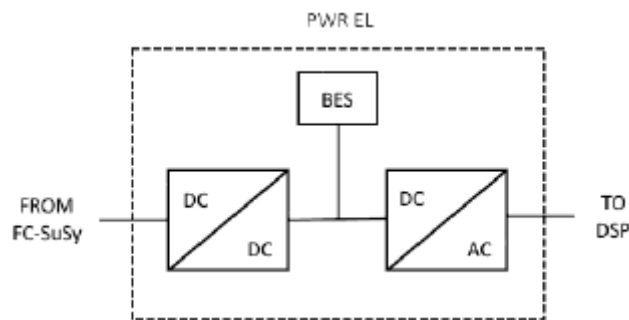 PWR EL
BES
DC
DC
DC
AC
FROM
FC-SuSy
TO
DSP